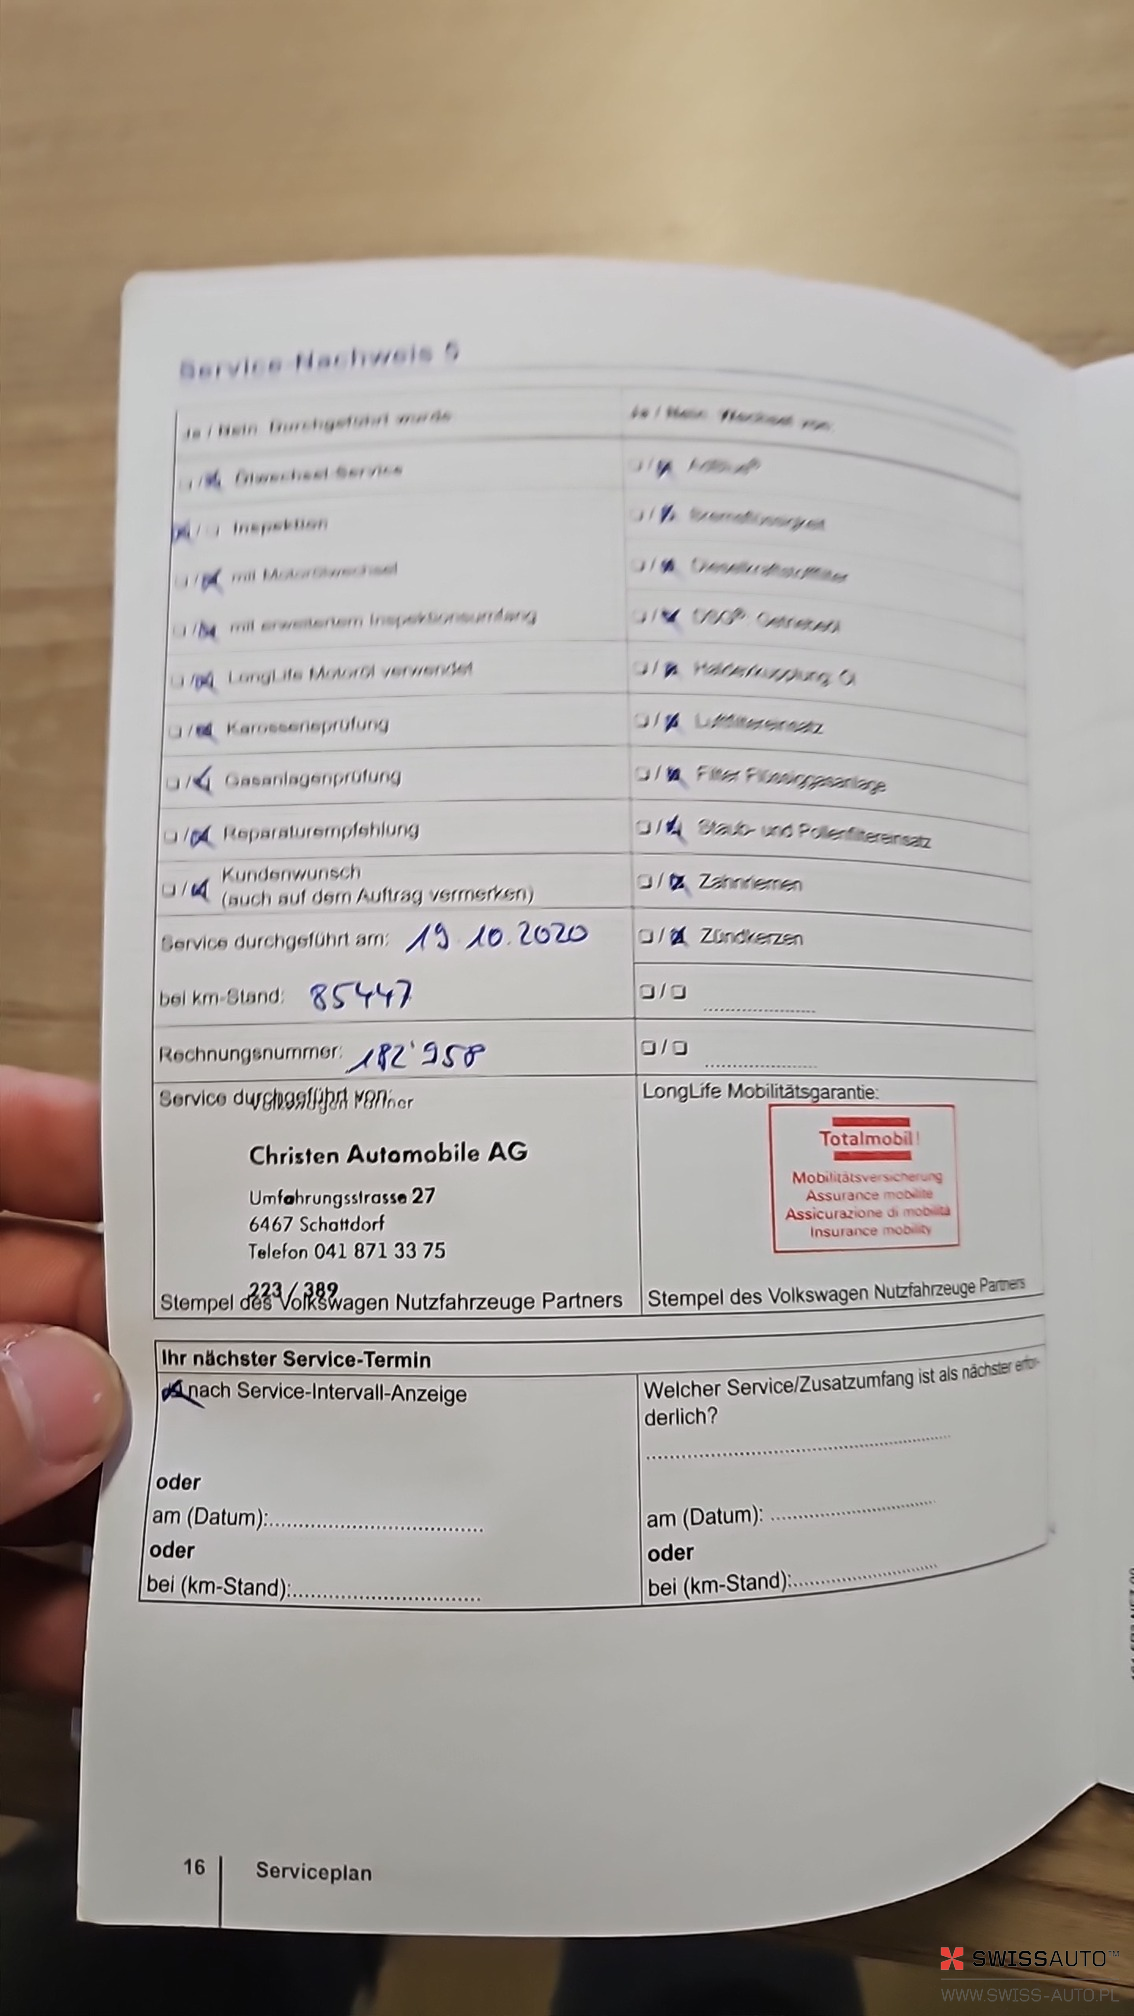 Service-Nachweis 5
Ja / Nein Durchgeführt wurde
Ja / Nein Wechsel von:
Ölwechsel-Service
AdBlue®
Inspektion
Bremsflüssigkeit
mit Motorölwechsel
Dieselkraftstofffilter
mit erweitertem Inspektionsumfang
DSG® Getriebeöl
LongLife Motoröl verwendet
Haldexkupplung Öl
Karosserieprüfung
Luftfiltereinsatz
Gasanlagenprüfung
Filter Flüssiggasanlage
Reparaturempfehlung
Staub- und Pollenfiltereinsatz
Kundenwunsch
(auch auf dem Auftrag vermerken)
Zahnriemen
Service durchgeführt am: 19.10.2020
Zündkerzen
bei km-Stand: 85447
Rechnungsnummer: 182'958
Service durchgeführt von:
LongLife Mobilitätsgarantie:
Christen Automobile AG
Umfahrungsstrasse 27
6467 Schattdorf
Telefon 041 871 33 75
223 / 389
Totalmobil!
Mobilitätsversicherung
Assurance mobilité
Assicurazione di mobilità
Insurance mobility
Stempel des Volkswagen Nutzfahrzeuge Partners
Stempel des Volkswagen Nutzfahrzeuge Partners
Ihr nächster Service-Termin
nach Service-Intervall-Anzeige
oder
am (Datum):
oder
bei (km-Stand):
Welcher Service/Zusatzumfang ist als nächster erfor-
derlich?
am (Datum):
oder
bei (km-Stand):
16 Serviceplan
SWISSAUTO™
WWW.SWISS-AUTO.PL